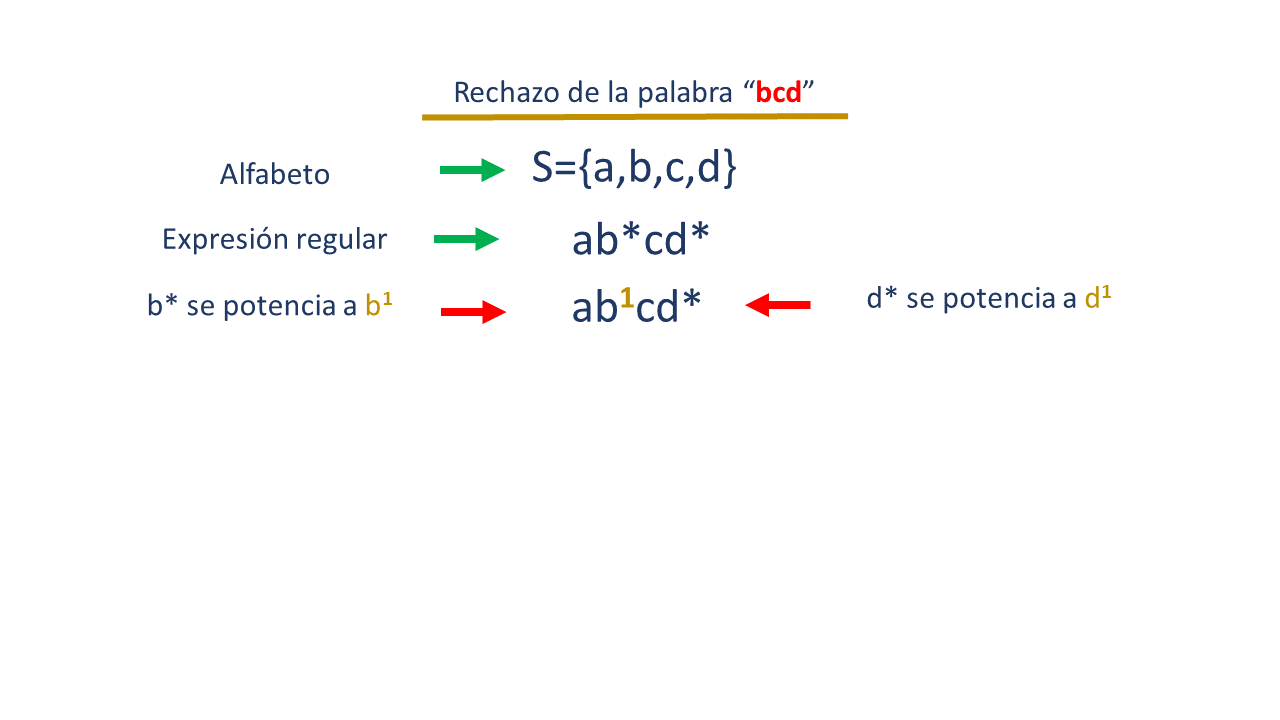 Rechazo de la palabra “bcd”
Alfabeto
S={a,b,c,d}
Expresión regular
ab*cd*
b* se potencia a b¹
ab¹cd*
d* se potencia a d¹